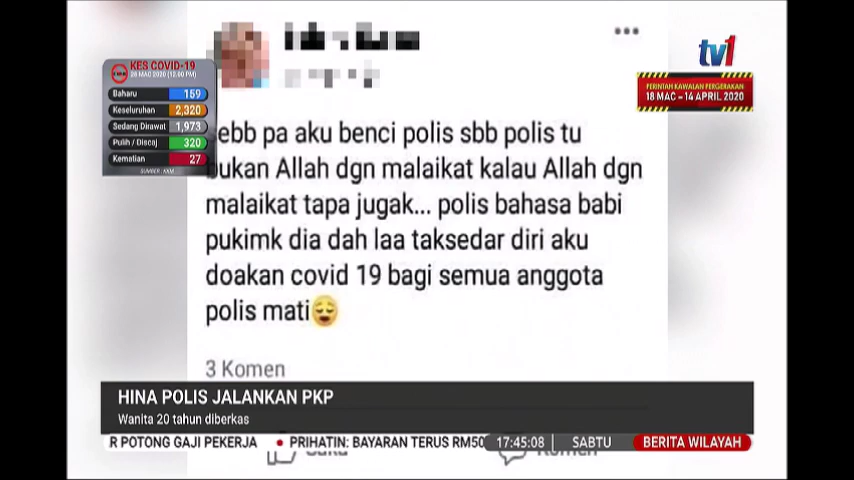 tv1
PERINTAH KAWALAN PERGERAKAN
18 MAC – 14 APRIL 2020
KES COVID-19
28 MAC 2020 (12.00 PM)
Baharu 159
Keseluruhan 2,320
Sedang Dirawat 1,973
Pulih / Discaj 320
Kematian 27
SUMBER : KKM
ebb pa aku benci polis sbb polis tu
bukan Allah dgn malaikat kalau Allah dgn
malaikat tapa jugak... polis bahasa babi
pukimk dia dah laa taksedar diri aku
doakan covid 19 bagi semua anggota
polis mati😌
3 Komen
HINA POLIS JALANKAN PKP
Wanita 20 tahun diberkas
R POTONG GAJI PEKERJA • PRIHATIN: BAYARAN TERUS RM50 17:45:08 SABTU BERITA WILAYAH